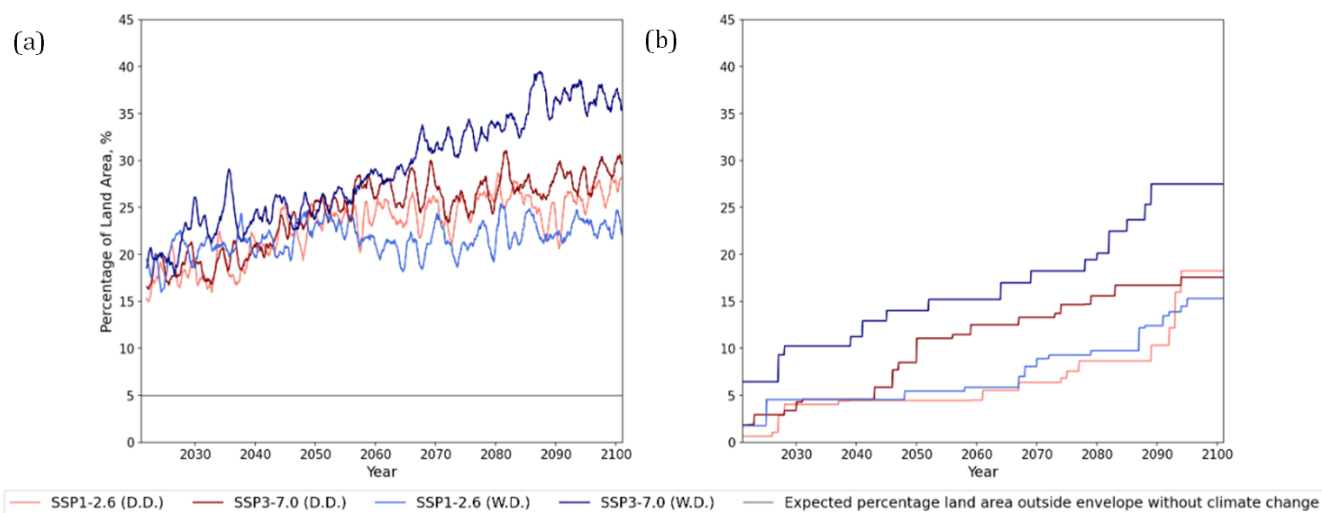 (a)
Percentage of Land Area, %
45
40
35
30
25
20
15
10
5
0
2030 2040 2050 2060 2070 2080 2090 2100
Year
(b)
45
40
35
30
25
20
15
10
5
0
2030 2040 2050 2060 2070 2080 2090 2100
Year
SSP1-2.6 (D.D.) SSP3-7.0 (D.D.) SSP1-2.6 (W.D.) SSP3-7.0 (W.D.) Expected percentage land area outside envelope without climate change